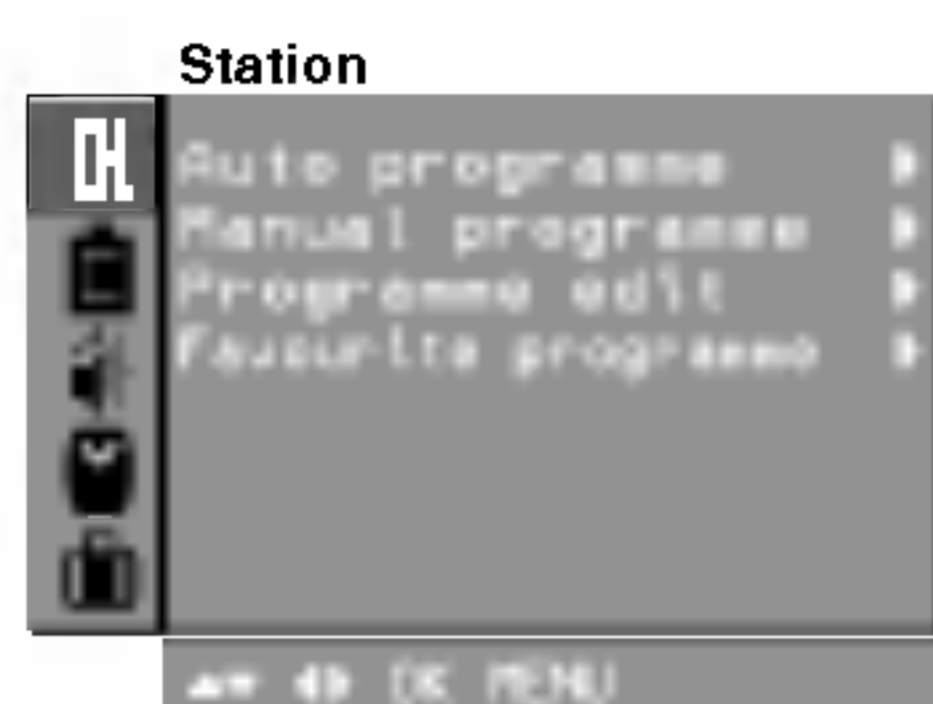 Station
CH
Auto programme
Manual programme
Programme edit
Favourite programme
OK MENU